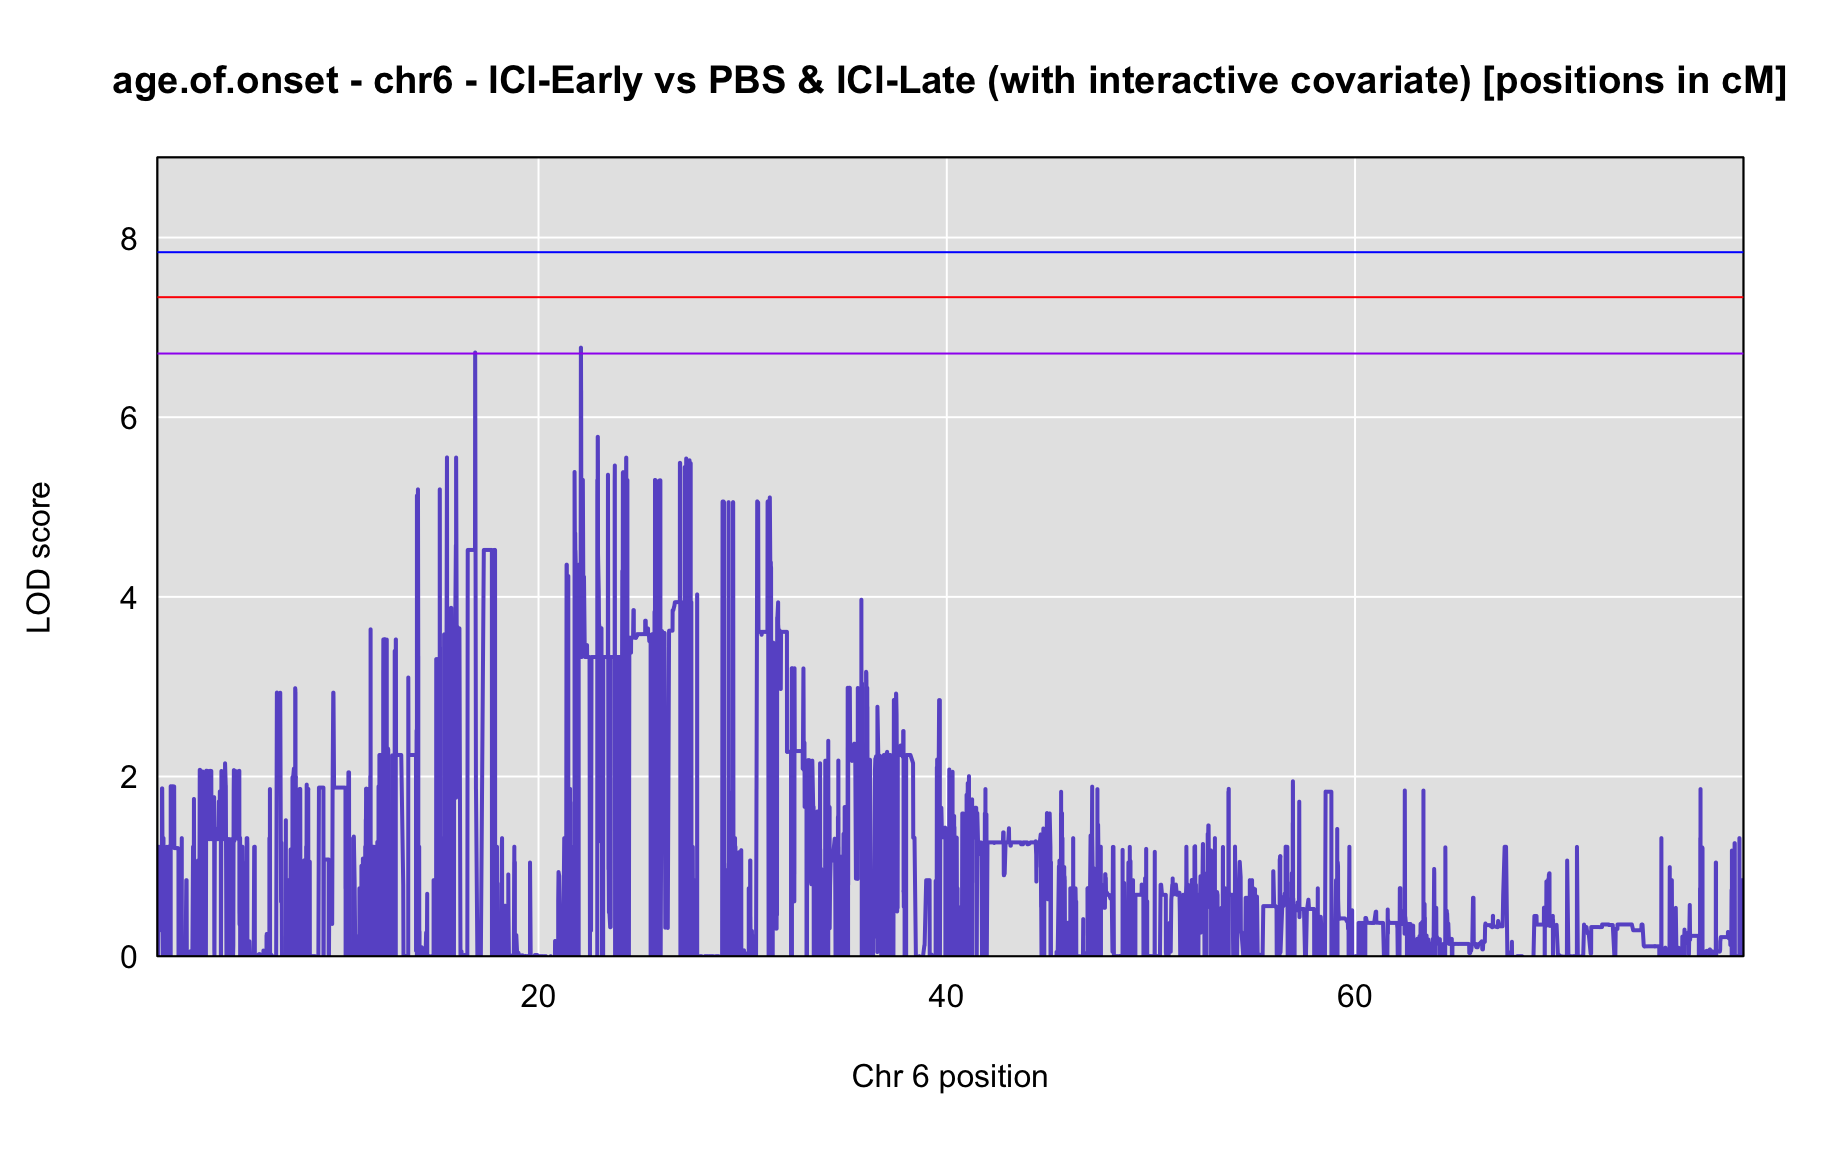 age.of.onset - chr6 - ICI-Early vs PBS & ICI-Late (with interactive covariate) [positions in cM]
8
6
4
2
0
LOD score
20 40 60
Chr 6 position